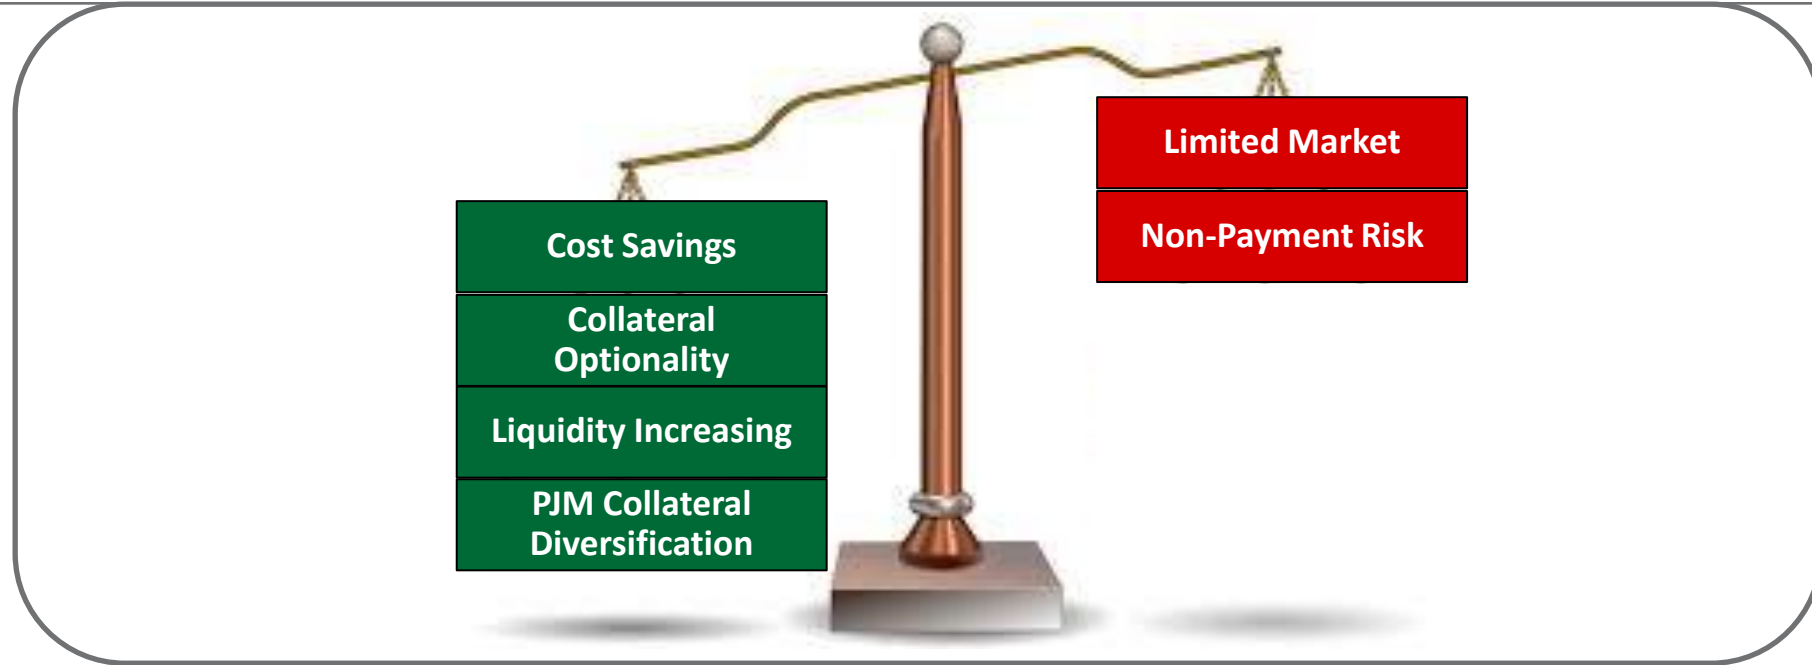 Cost Savings
Collateral
Optionality
Liquidity Increasing
PJM Collateral
Diversification
Limited Market
Non-Payment Risk